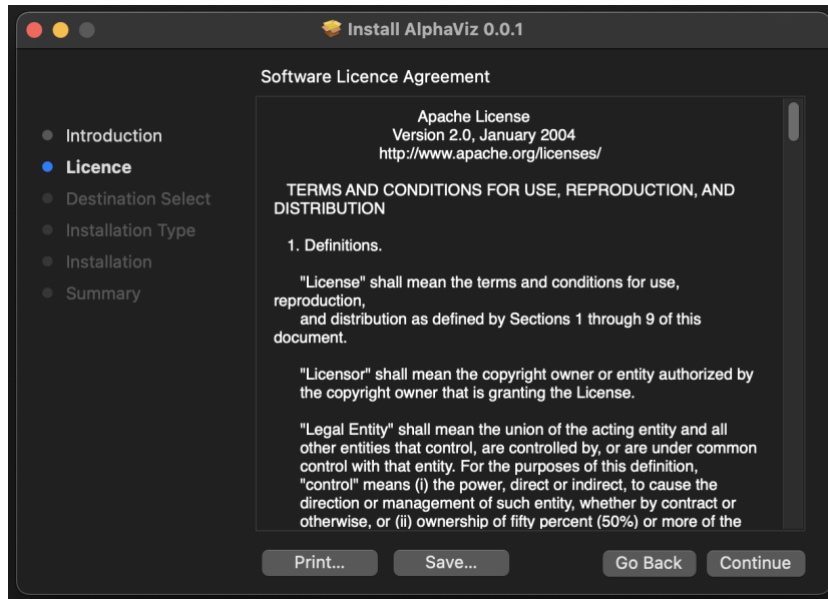 Install AlphaViz 0.0.1
Software Licence Agreement
Introduction
Licence
Destination Select
Installation Type
Installation
Summary
Apache License
Version 2.0, January 2004
http://www.apache.org/licenses/
TERMS AND CONDITIONS FOR USE, REPRODUCTION, AND
DISTRIBUTION
1. Definitions.
"License" shall mean the terms and conditions for use,
reproduction,
and distribution as defined by Sections 1 through 9 of this
document.
"Licensor" shall mean the copyright owner or entity authorized by
the copyright owner that is granting the License.
"Legal Entity" shall mean the union of the acting entity and all
other entities that control, are controlled by, or are under common
control with that entity. For the purposes of this definition,
"control" means (i) the power, direct or indirect, to cause the
direction or management of such entity, whether by contract or
otherwise, or (ii) ownership of fifty percent (50%) or more of the
Print...
Save...
Go Back
Continue